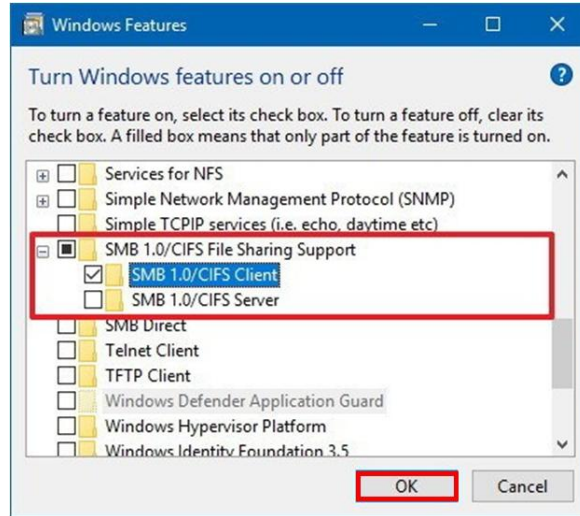 Windows Features
Turn Windows features on or off
To turn a feature on, select its check box. To turn a feature off, clear its
check box. A filled box means that only part of the feature is turned on.
Services for NFS
Simple Network Management Protocol (SNMP)
Simple TCPIP services (i.e. echo, daytime etc)
SMB 1.0/CIFS File Sharing Support
SMB 1.0/CIFS Client
SMB 1.0/CIFS Server
SMB Direct
Telnet Client
TFTP Client
Windows Defender Application Guard
Windows Hypervisor Platform
Windows Identity Foundation 3.5
OK
Cancel